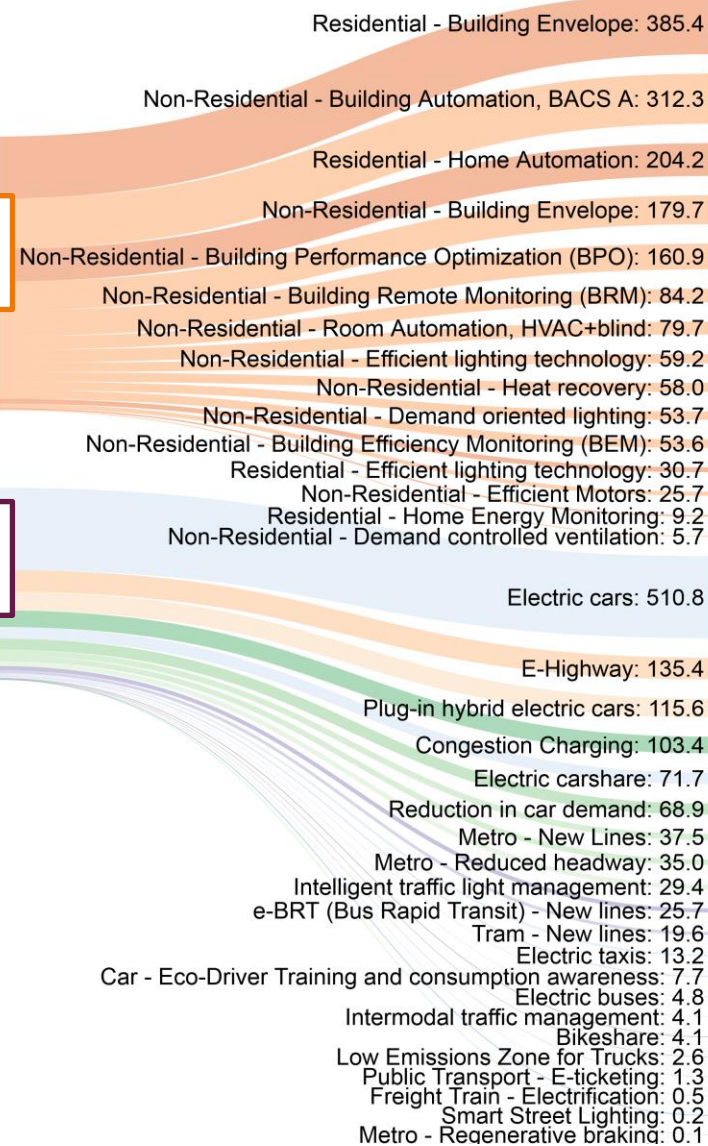 Residential - Building Envelope: 385.4
Non-Residential - Building Automation, BACS A: 312.3
Residential - Home Automation: 204.2
Non-Residential - Building Envelope: 179.7
Non-Residential - Building Performance Optimization (BPO): 160.9
Non-Residential - Building Remote Monitoring (BRM): 84.2
Non-Residential - Room Automation, HVAC+blind: 79.7
Non-Residential - Efficient lighting technology: 59.2
Non-Residential - Heat recovery: 58.0
Non-Residential - Demand oriented lighting: 53.7
Non-Residential - Building Efficiency Monitoring (BEM): 53.6
Residential - Efficient lighting technology: 30.7
Non-Residential - Efficient Motors: 25.7
Residential - Home Energy Monitoring: 9.2
Non-Residential - Demand controlled ventilation: 5.7
Electric cars: 510.8
E-Highway: 135.4
Plug-in hybrid electric cars: 115.6
Congestion Charging: 103.4
Electric carshare: 71.7
Reduction in car demand: 68.9
Metro - New Lines: 37.5
Metro - Reduced headway: 35.0
Intelligent traffic light management: 29.4
e-BRT (Bus Rapid Transit) - New lines: 25.7
Tram - New lines: 19.6
Electric taxis: 13.2
Car - Eco-Driver Training and consumption awareness: 7.7
Electric buses: 4.8
Intermodal traffic management: 4.1
Bikeshare: 4.1
Low Emissions Zone for Trucks: 2.6
Public Transport - E-ticketing: 1.3
Freight Train - Electrification: 0.5
Smart Street Lighting: 0.2
Metro - Regenerative braking: 0.1